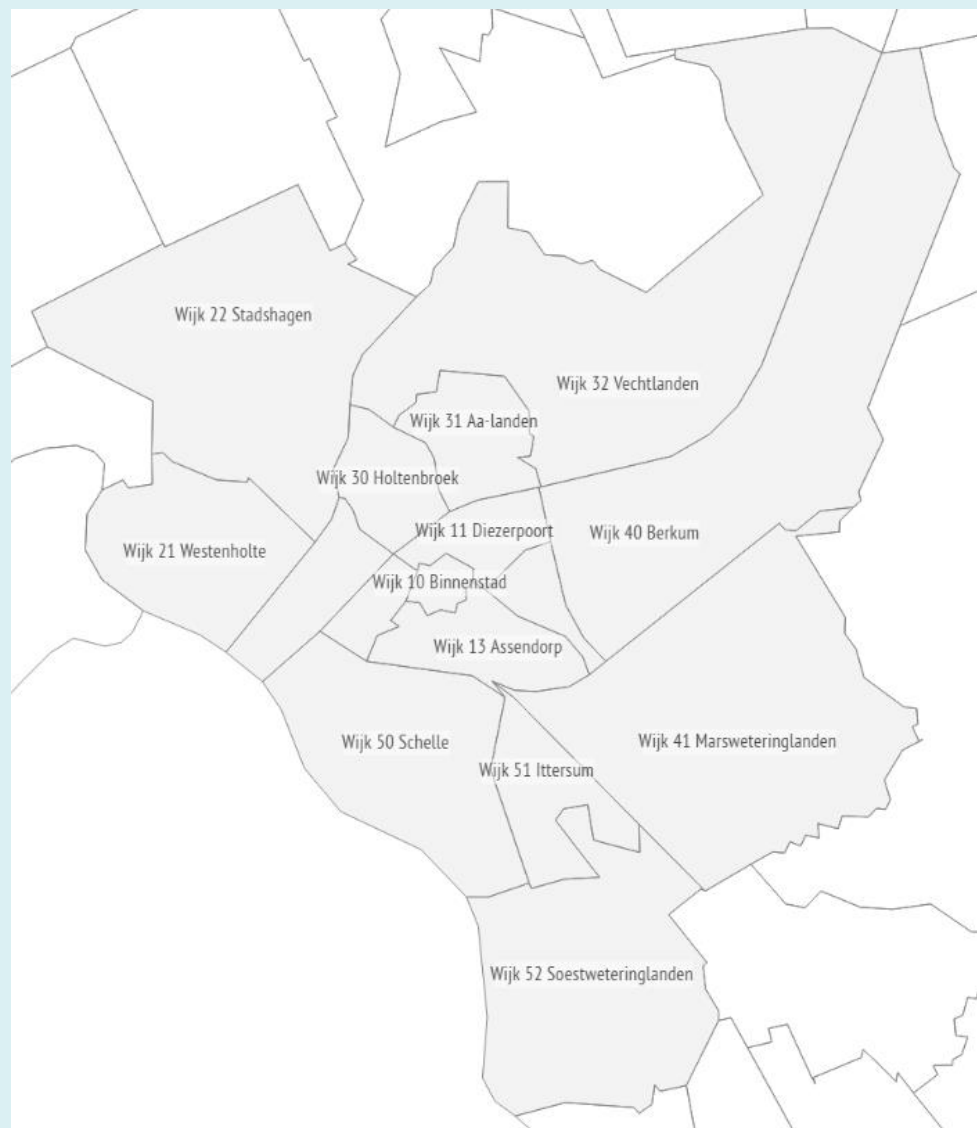 Wijk 22 Stadshagen
Wijk 32 Vechtlanden
Wijk 31 Aa-landen
Wijk 30 Holtenbroek
Wijk 11 Diezerpoort
Wijk 40 Berkum
Wijk 21 Westenholte
Wijk 10 Binnenstad
Wijk 13 Assendorp
Wijk 50 Schelle
Wijk 41 Marsweteringlanden
Wijk 51 Ittersum
Wijk 52 Soestweteringlanden